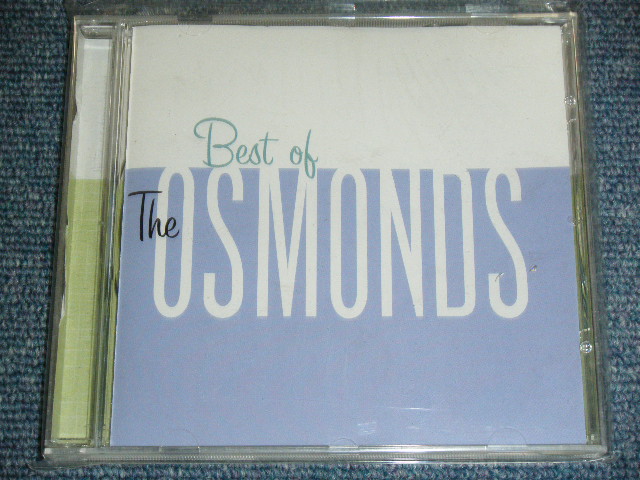 Best of
The OSMONDS